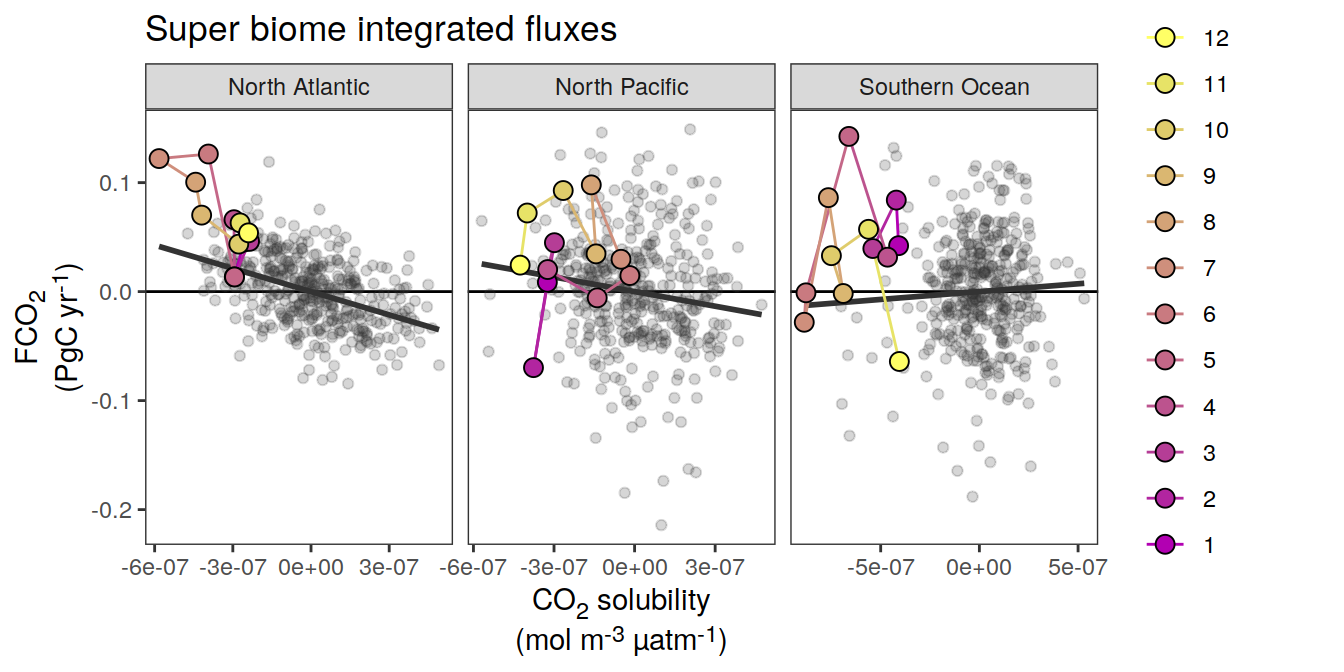 Super biome integrated fluxes
North Atlantic North Pacific Southern Ocean
FCO₂
(PgC yr⁻¹)
0.1
0.0
-0.1
-0.2
-6e-07 -3e-07 0e+00 3e-07 -6e-07 -3e-07 0e+00 3e-07 -5e-07 0e+00 5e-07
CO₂ solubility
(mol m⁻³ µatm⁻¹)
12
11
10
9
8
7
6
5
4
3
2
1